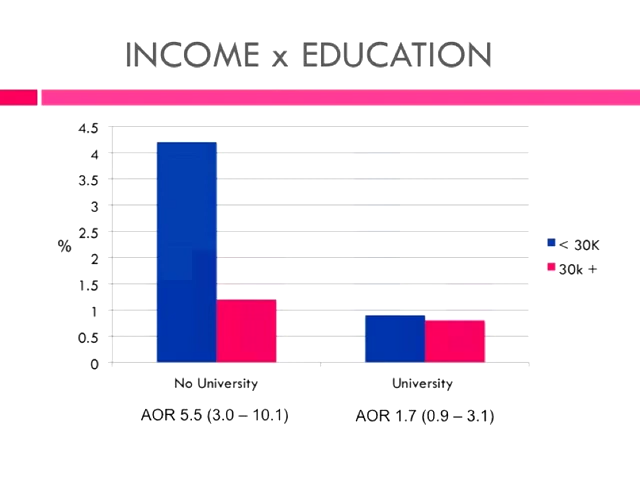 INCOME x EDUCATION
4.5
4
3.5
3
2.5
2
1.5
1
0.5
0
%
< 30K
30k +
No University
University
AOR 5.5 (3.0 – 10.1)
AOR 1.7 (0.9 – 3.1)